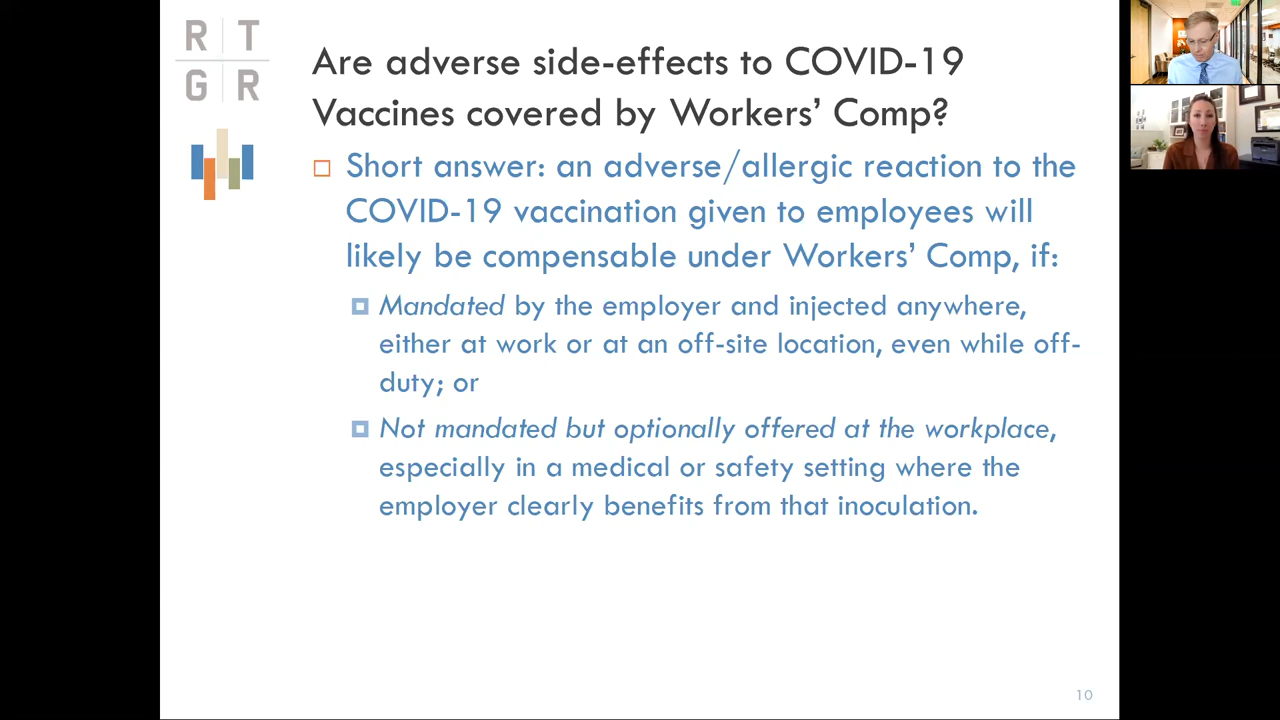 R T
G R
Are adverse side-effects to COVID-19
Vaccines covered by Workers’ Comp?
Short answer: an adverse/allergic reaction to the
COVID-19 vaccination given to employees will
likely be compensable under Workers’ Comp, if:
Mandated by the employer and injected anywhere,
either at work or at an off-site location, even while off-
duty; or
Not mandated but optionally offered at the workplace,
especially in a medical or safety setting where the
employer clearly benefits from that inoculation.
10